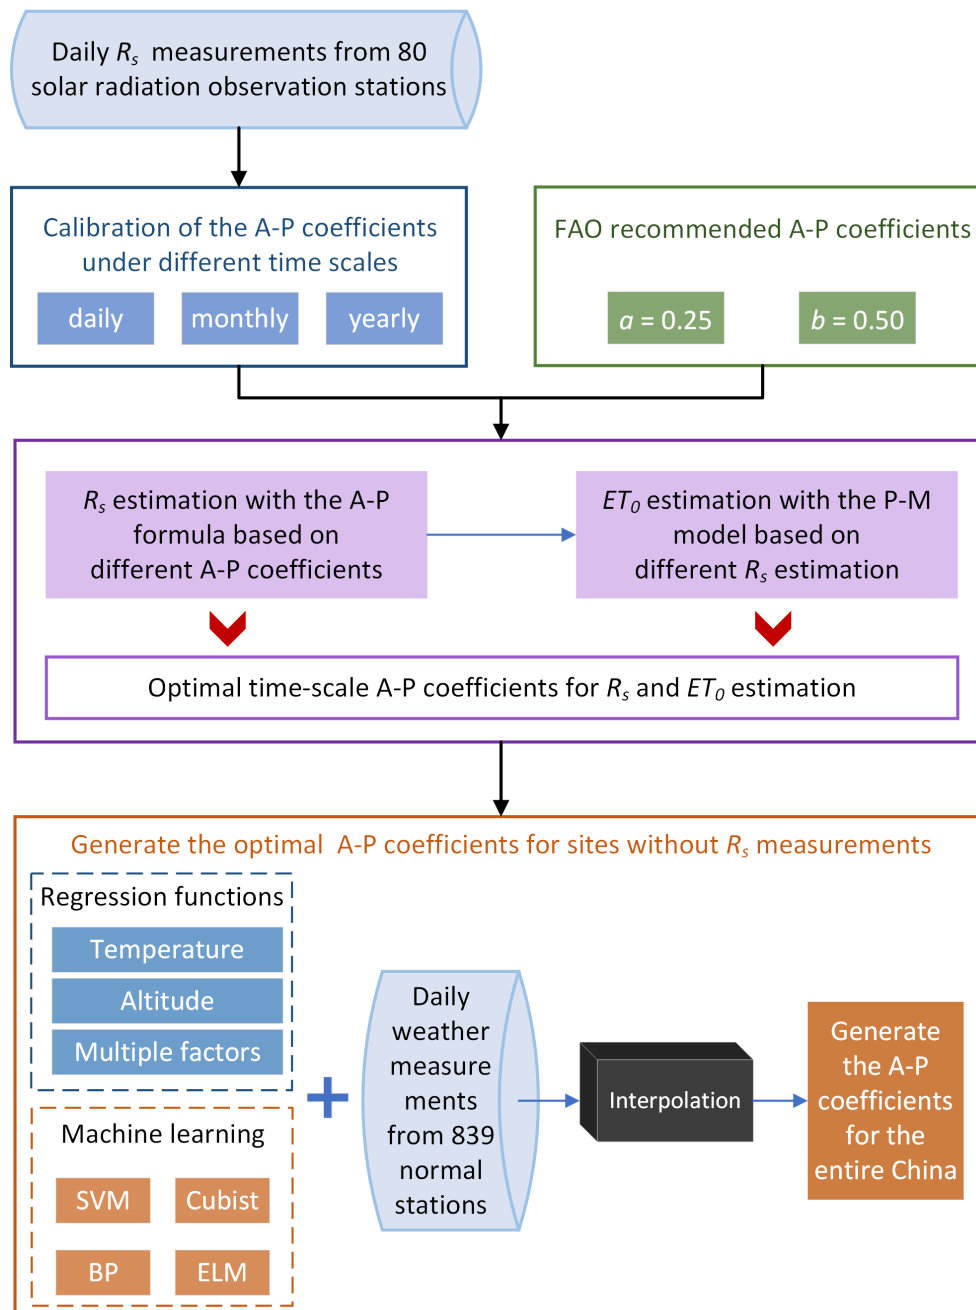 Daily Rs measurements from 80
solar radiation observation stations
Calibration of the A-P coefficients
under different time scales
daily
monthly
yearly
FAO recommended A-P coefficients
a = 0.25
b = 0.50
Rs estimation with the A-P
formula based on
different A-P coefficients
ET0 estimation with the P-M
model based on
different Rs estimation
Optimal time-scale A-P coefficients for Rs and ET0 estimation
Generate the optimal A-P coefficients for sites without Rs measurements
Regression functions
Temperature
Altitude
Multiple factors
Machine learning
SVM
Cubist
BP
ELM
+
Daily
weather
measure
ments
from 839
normal
stations
Interpolation
Generate
the A-P
coefficients
for the
entire China